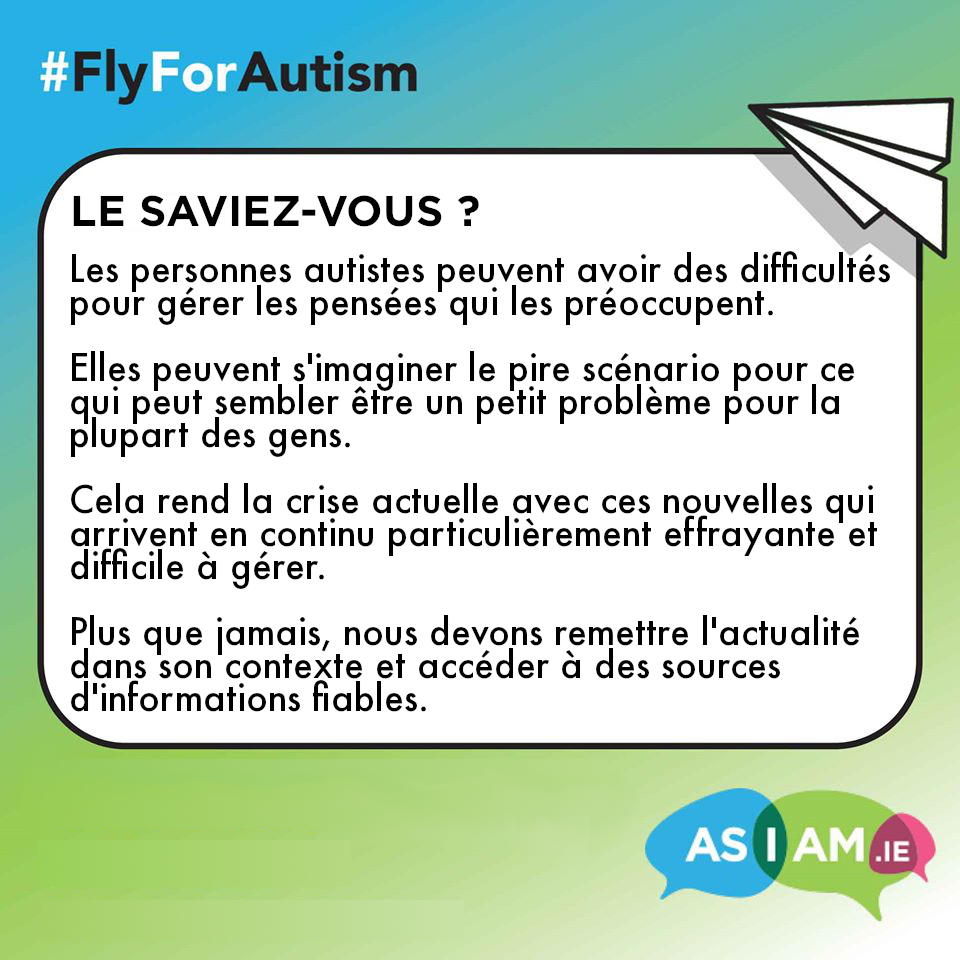 #FlyForAutism
LE SAVIEZ-VOUS ?
Les personnes autistes peuvent avoir des difficultés
pour gérer les pensées qui les préoccupent.
Elles peuvent s'imaginer le pire scénario pour ce
qui peut sembler être un petit problème pour la
plupart des gens.
Cela rend la crise actuelle avec ces nouvelles qui
arrivent en continu particulièrement effrayante et
difficile à gérer.
Plus que jamais, nous devons remettre l'actualité
dans son contexte et accéder à des sources
d'informations fiables.
AS I AM.IE